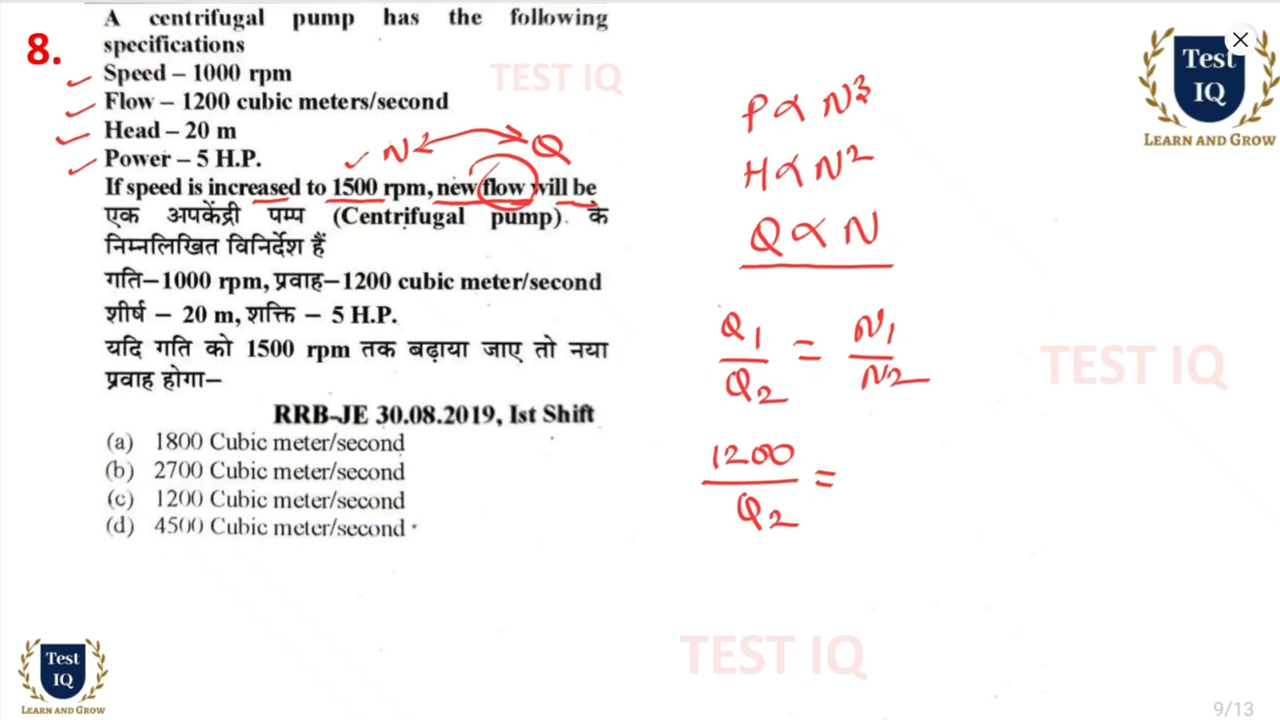 8.
A centrifugal pump has the following
specifications
Speed – 1000 rpm
Flow – 1200 cubic meters/second
Head – 20 m
Power – 5 H.P.
N2 Q
If speed is increased to 1500 rpm, new flow will be
एक अपकेंद्री पम्प (Centrifugal pump) के
निम्नलिखित विनिर्देश हैं
गति–1000 rpm, प्रवाह–1200 cubic meter/second
शीर्ष – 20 m, शक्ति – 5 H.P.
यदि गति को 1500 rpm तक बढ़ाया जाए तो नया
प्रवाह होगा–
RRB-JE 30.08.2019, Ist Shift
(a) 1800 Cubic meter/second
(b) 2700 Cubic meter/second
(c) 1200 Cubic meter/second
(d) 4500 Cubic meter/second
P ∝ N³
H ∝ N²
Q ∝ N
Q1/Q2 = N1/N2
1200/Q2 =
TEST IQ
TEST IQ
TEST IQ
Test
IQ
LEARN AND GROW
Test
IQ
LEARN AND GROW
9/13